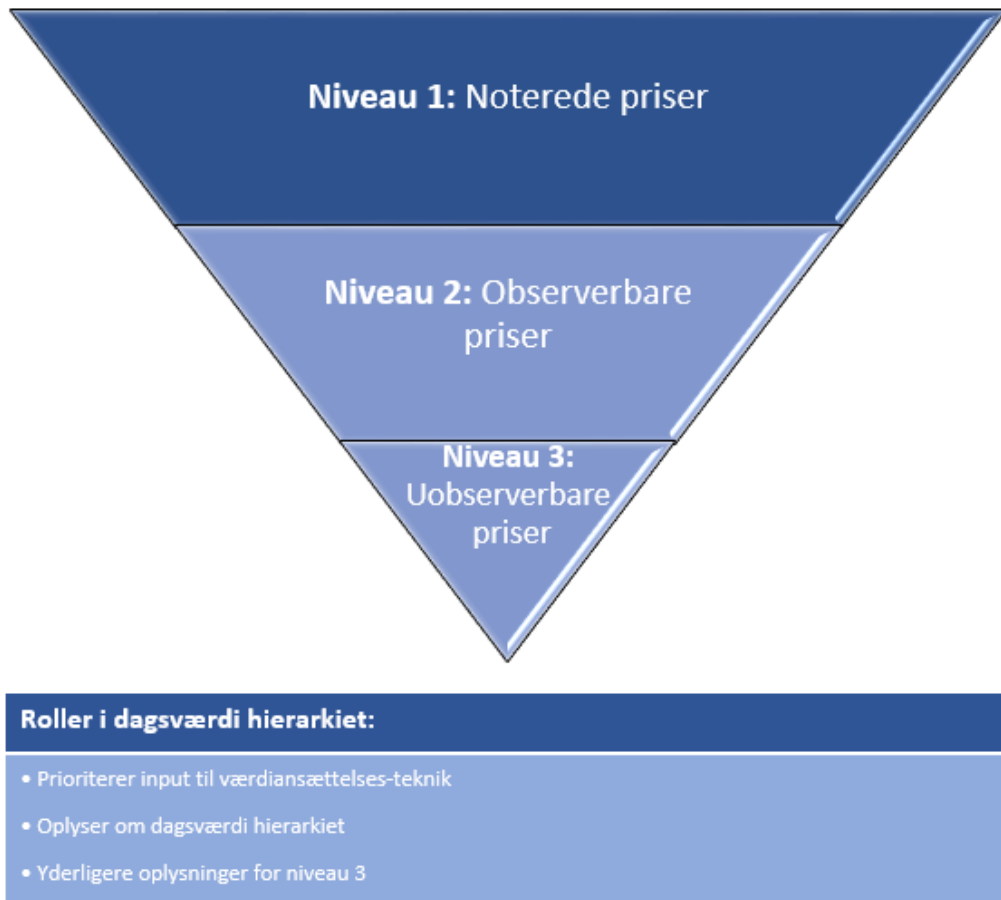 Niveau 1: Noterede priser
Niveau 2: Observerbare
priser
Niveau 3:
Uobserverbare
priser
Roller i dagsværdi hierarkiet:
• Prioriterer input til værdiansættelses-teknik
• Oplyser om dagsværdi hierarkiet
• Yderligere oplysninger for niveau 3